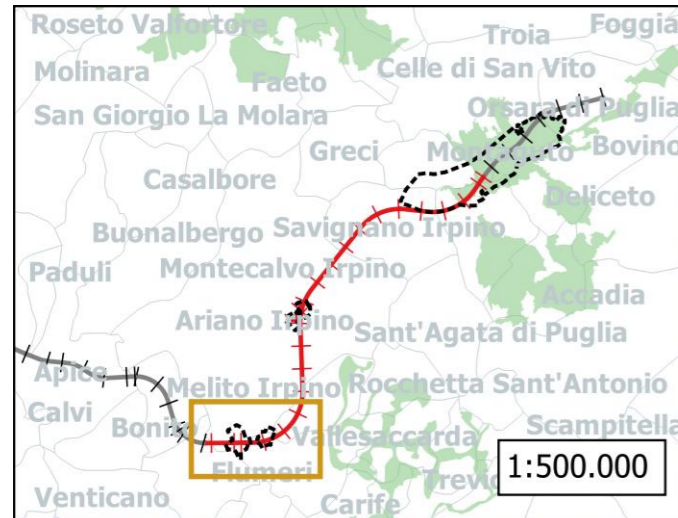 Roseto Valfortore
Troia
Foggia
Molinara
Faeto
Celle di San Vito
San Giorgio La Molara
Orsara di Puglia
Greci
Bovino
Casalbore
Deliceto
Buonalbergo
Savignano Irpino
Paduli
Montecalvo Irpino
Accadia
Ariano Irpino
Sant'Agata di Puglia
Apice
Melito Irpino
Rocchetta Sant'Antonio
Calvi
Bonito
Vallesaccarda
Scampitella
Flumeri
1:500.000
Venticano
Carife